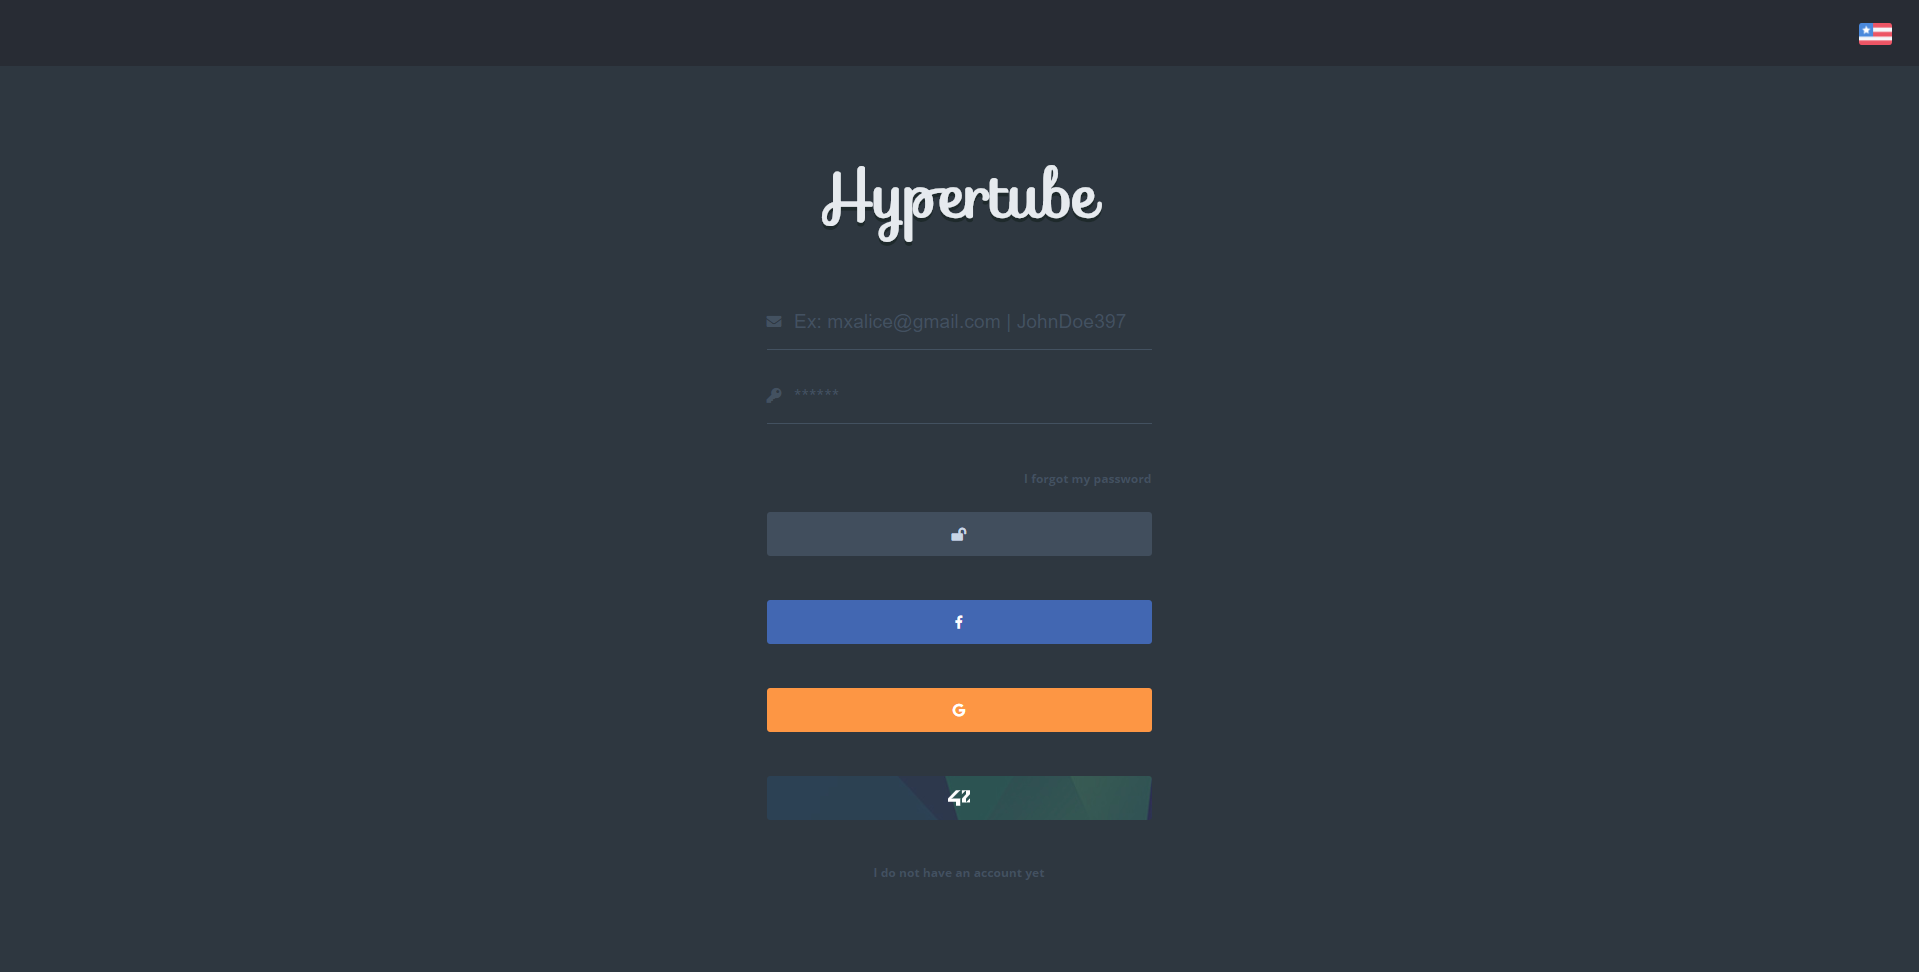 Hypertube
Ex: mxalice@gmail.com | JohnDoe397
******
I forgot my password
f
G
42
I do not have an account yet